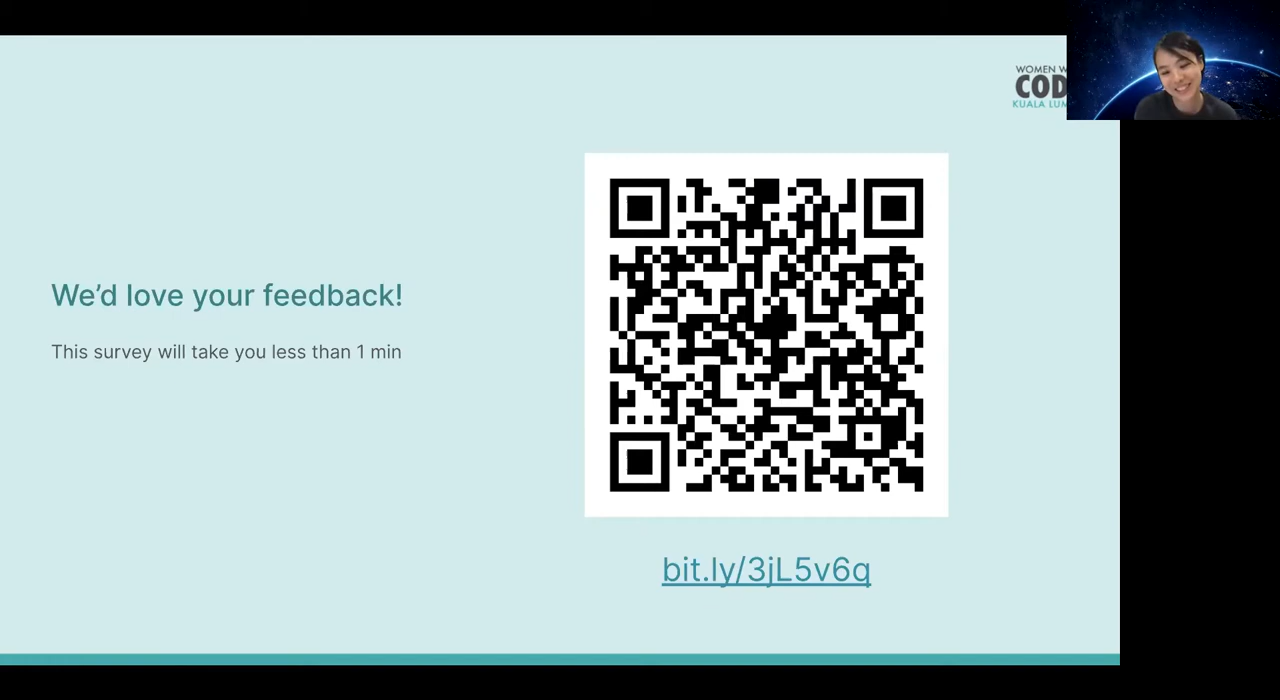 WOMEN W
COD
KUALA LUM
We’d love your feedback!
This survey will take you less than 1 min
bit.ly/3jL5v6q